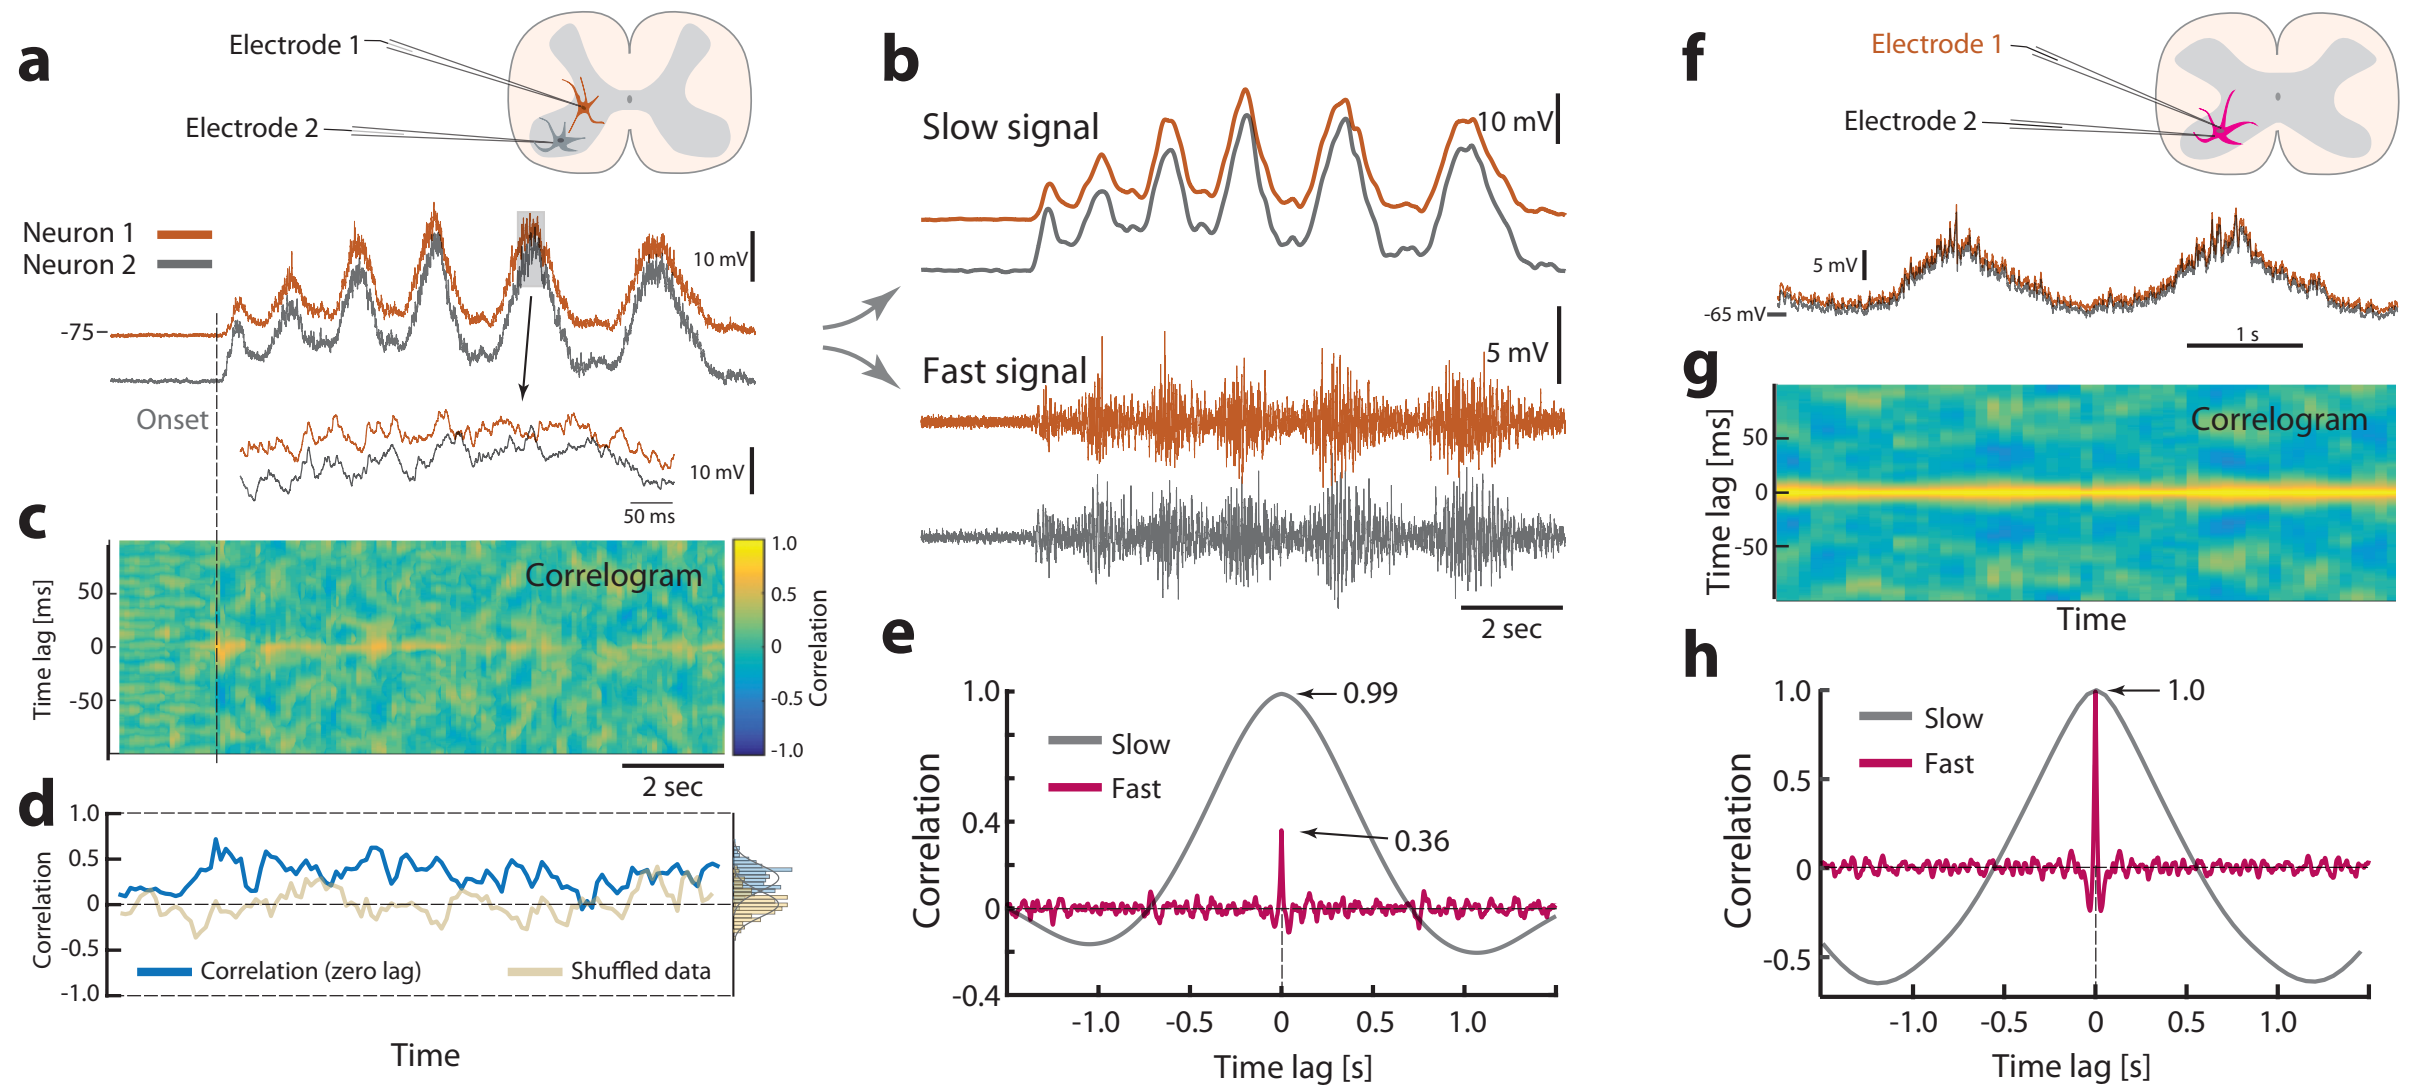 a
Electrode 1
Electrode 2
Neuron 1
Neuron 2
10 mV
-75
Onset
10 mV
50 ms
b
Slow signal
10 mV
Fast signal
5 mV
2 sec
c
Correlogram
Time lag [ms]
50
0
-50
1.0
0.5
0
-0.5
-1.0
Correlation
2 sec
d
Correlation
1.0
0.5
0
-0.5
-1.0
Correlation (zero lag)
Shuffled data
Time
e
Correlation
1.0
0.4
0
-0.4
Slow
Fast
0.99
0.36
-1.0
-0.5
0
0.5
1.0
Time lag [s]
f
Electrode 1
Electrode 2
5 mV
-65 mV
1 s
g
Correlogram
Time lag [ms]
50
0
-50
Time
h
Correlation
1.0
0.5
0
-0.5
Slow
Fast
1.0
-1.0
-0.5
0
0.5
1.0
Time lag [s]